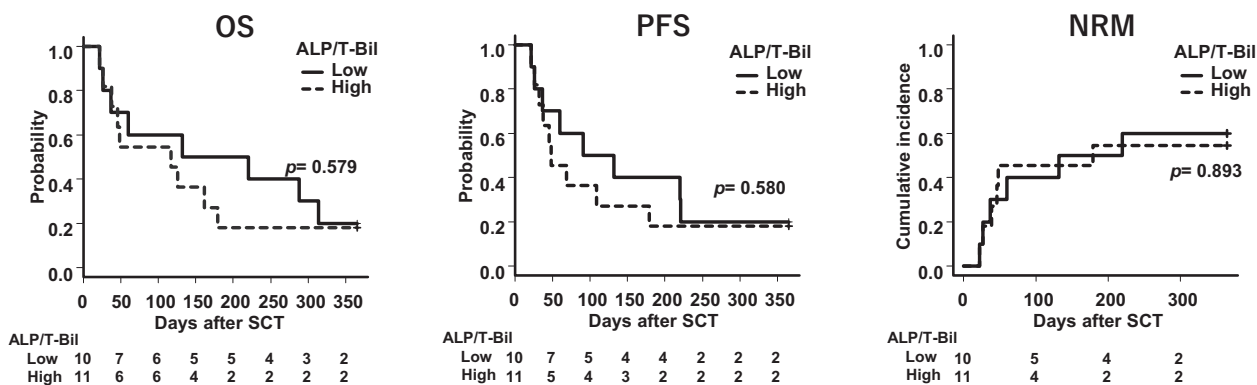 OS
ALP/T-Bil
Low
High
p= 0.579
Probability
1.0
0.8
0.6
0.4
0.2
0.0
0 50 100 150 200 250 300 350
Days after SCT
ALP/T-Bil
Low 10 7 6 5 5 4 3 2
High 11 6 6 4 2 2 2 2
PFS
ALP/T-Bil
Low
High
p= 0.580
Probability
1.0
0.8
0.6
0.4
0.2
0.0
0 50 100 150 200 250 300 350
Days after SCT
ALP/T-Bil
Low 10 7 5 4 4 2 2 2
High 11 5 4 3 2 2 2 2
NRM
ALP/T-Bil
Low
High
p= 0.893
Cumulative incidence
1.0
0.8
0.6
0.4
0.2
0.0
0 100 200 300
Days after SCT
ALP/T-Bil
Low 10 5 4 2
High 11 4 2 2